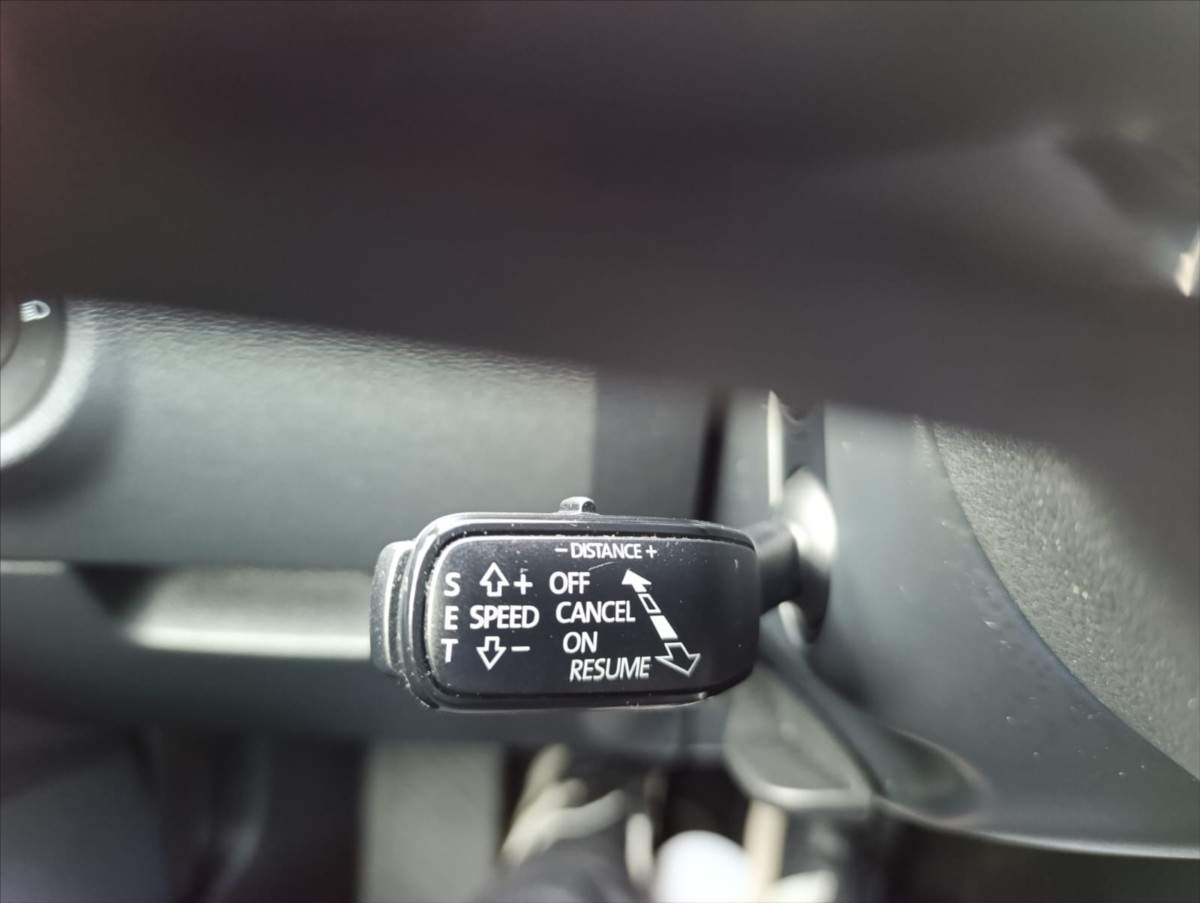 − DISTANCE +
S + OFF
E SPEED CANCEL
T − ON
RESUME